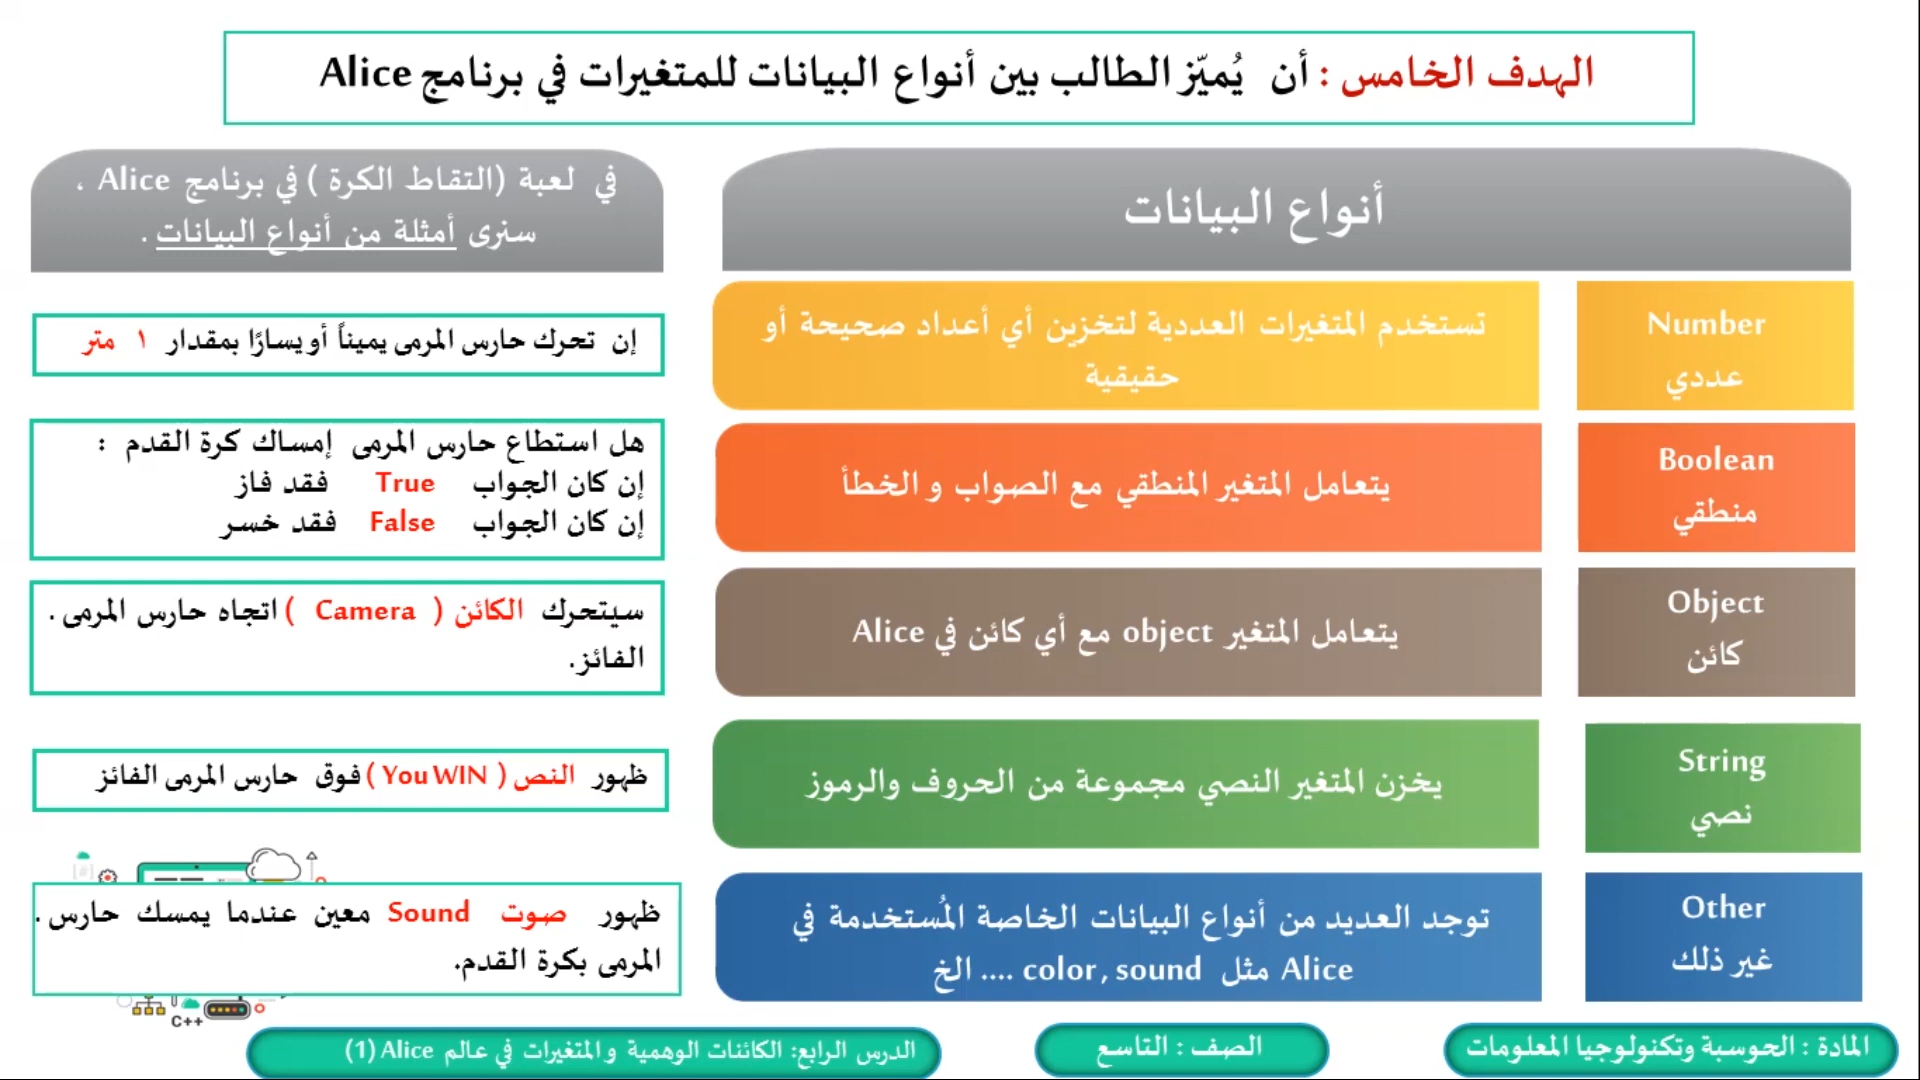 الهدف الخامس : أن يُميّز الطالب بين أنواع البيانات للمتغيرات في برنامج Alice
أنواع البيانات
في لعبة (التقاط الكرة ) في برنامج Alice ،
سنرى أمثلة من أنواع البيانات .
Number
عددي
تستخدم المتغيرات العددية لتخزين أي أعداد صحيحة أو
حقيقية
إن تحرك حارس المرمى يميناً أو يسارًا بمقدار ١ متر
Boolean
منطقي
يتعامل المتغير المنطقي مع الصواب و الخطأ
هل استطاع حارس المرمى إمساك كرة القدم :
إن كان الجواب True فقد فاز
إن كان الجواب False فقد خسر
Object
كائن
يتعامل المتغير object مع أي كائن في Alice
سيتحرك الكائن ( Camera ) اتجاه حارس المرمى .
الفائز.
String
نصي
يخزن المتغير النصي مجموعة من الحروف والرموز
ظهور النص ( You WIN ) فوق حارس المرمى الفائز
Other
غير ذلك
توجد العديد من أنواع البيانات الخاصة المُستخدمة في
Alice مثل color , sound .... الخ
ظهور صوت Sound معين عندما يمسك حارس .
المرمى بكرة القدم.
C++
المادة : الحوسبة وتكنولوجيا المعلومات
الصف : التاسع
الدرس الرابع: الكائنات الوهمية و المتغيرات في عالم Alice (1)